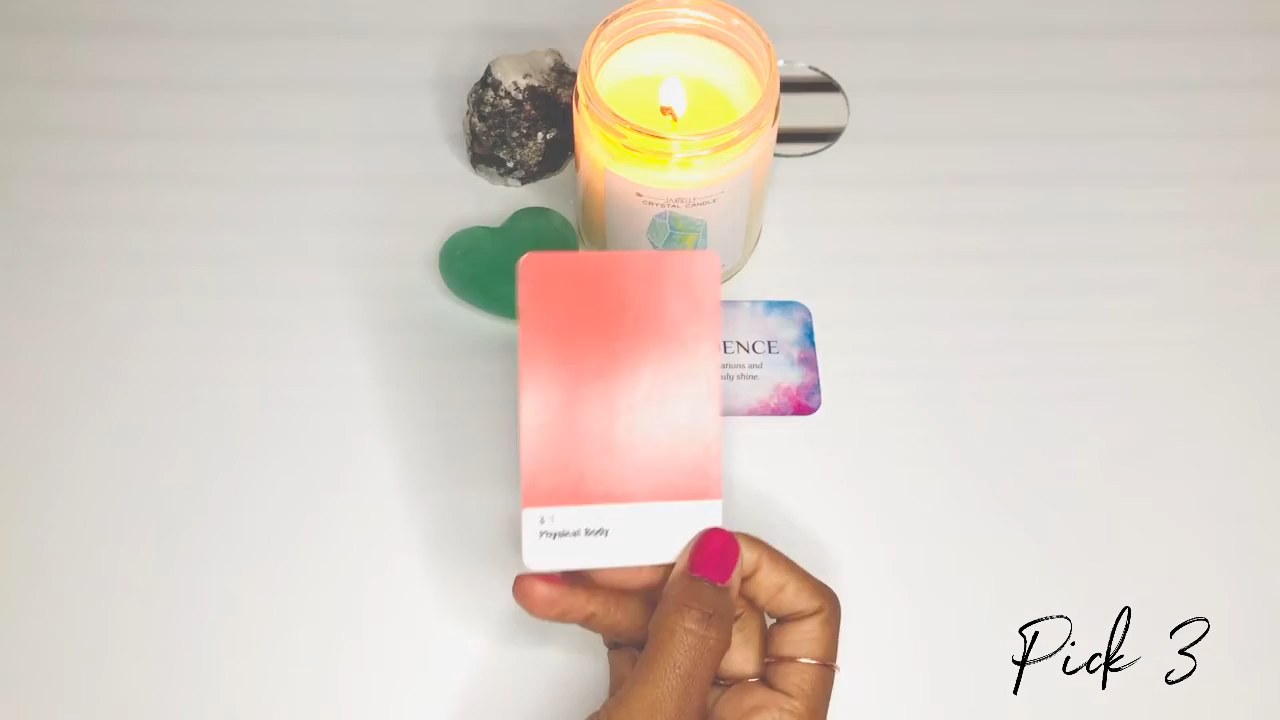 CRYSTAL CANDLE
ENCE
ations and
uly shine.
Physical Body
Pick 3